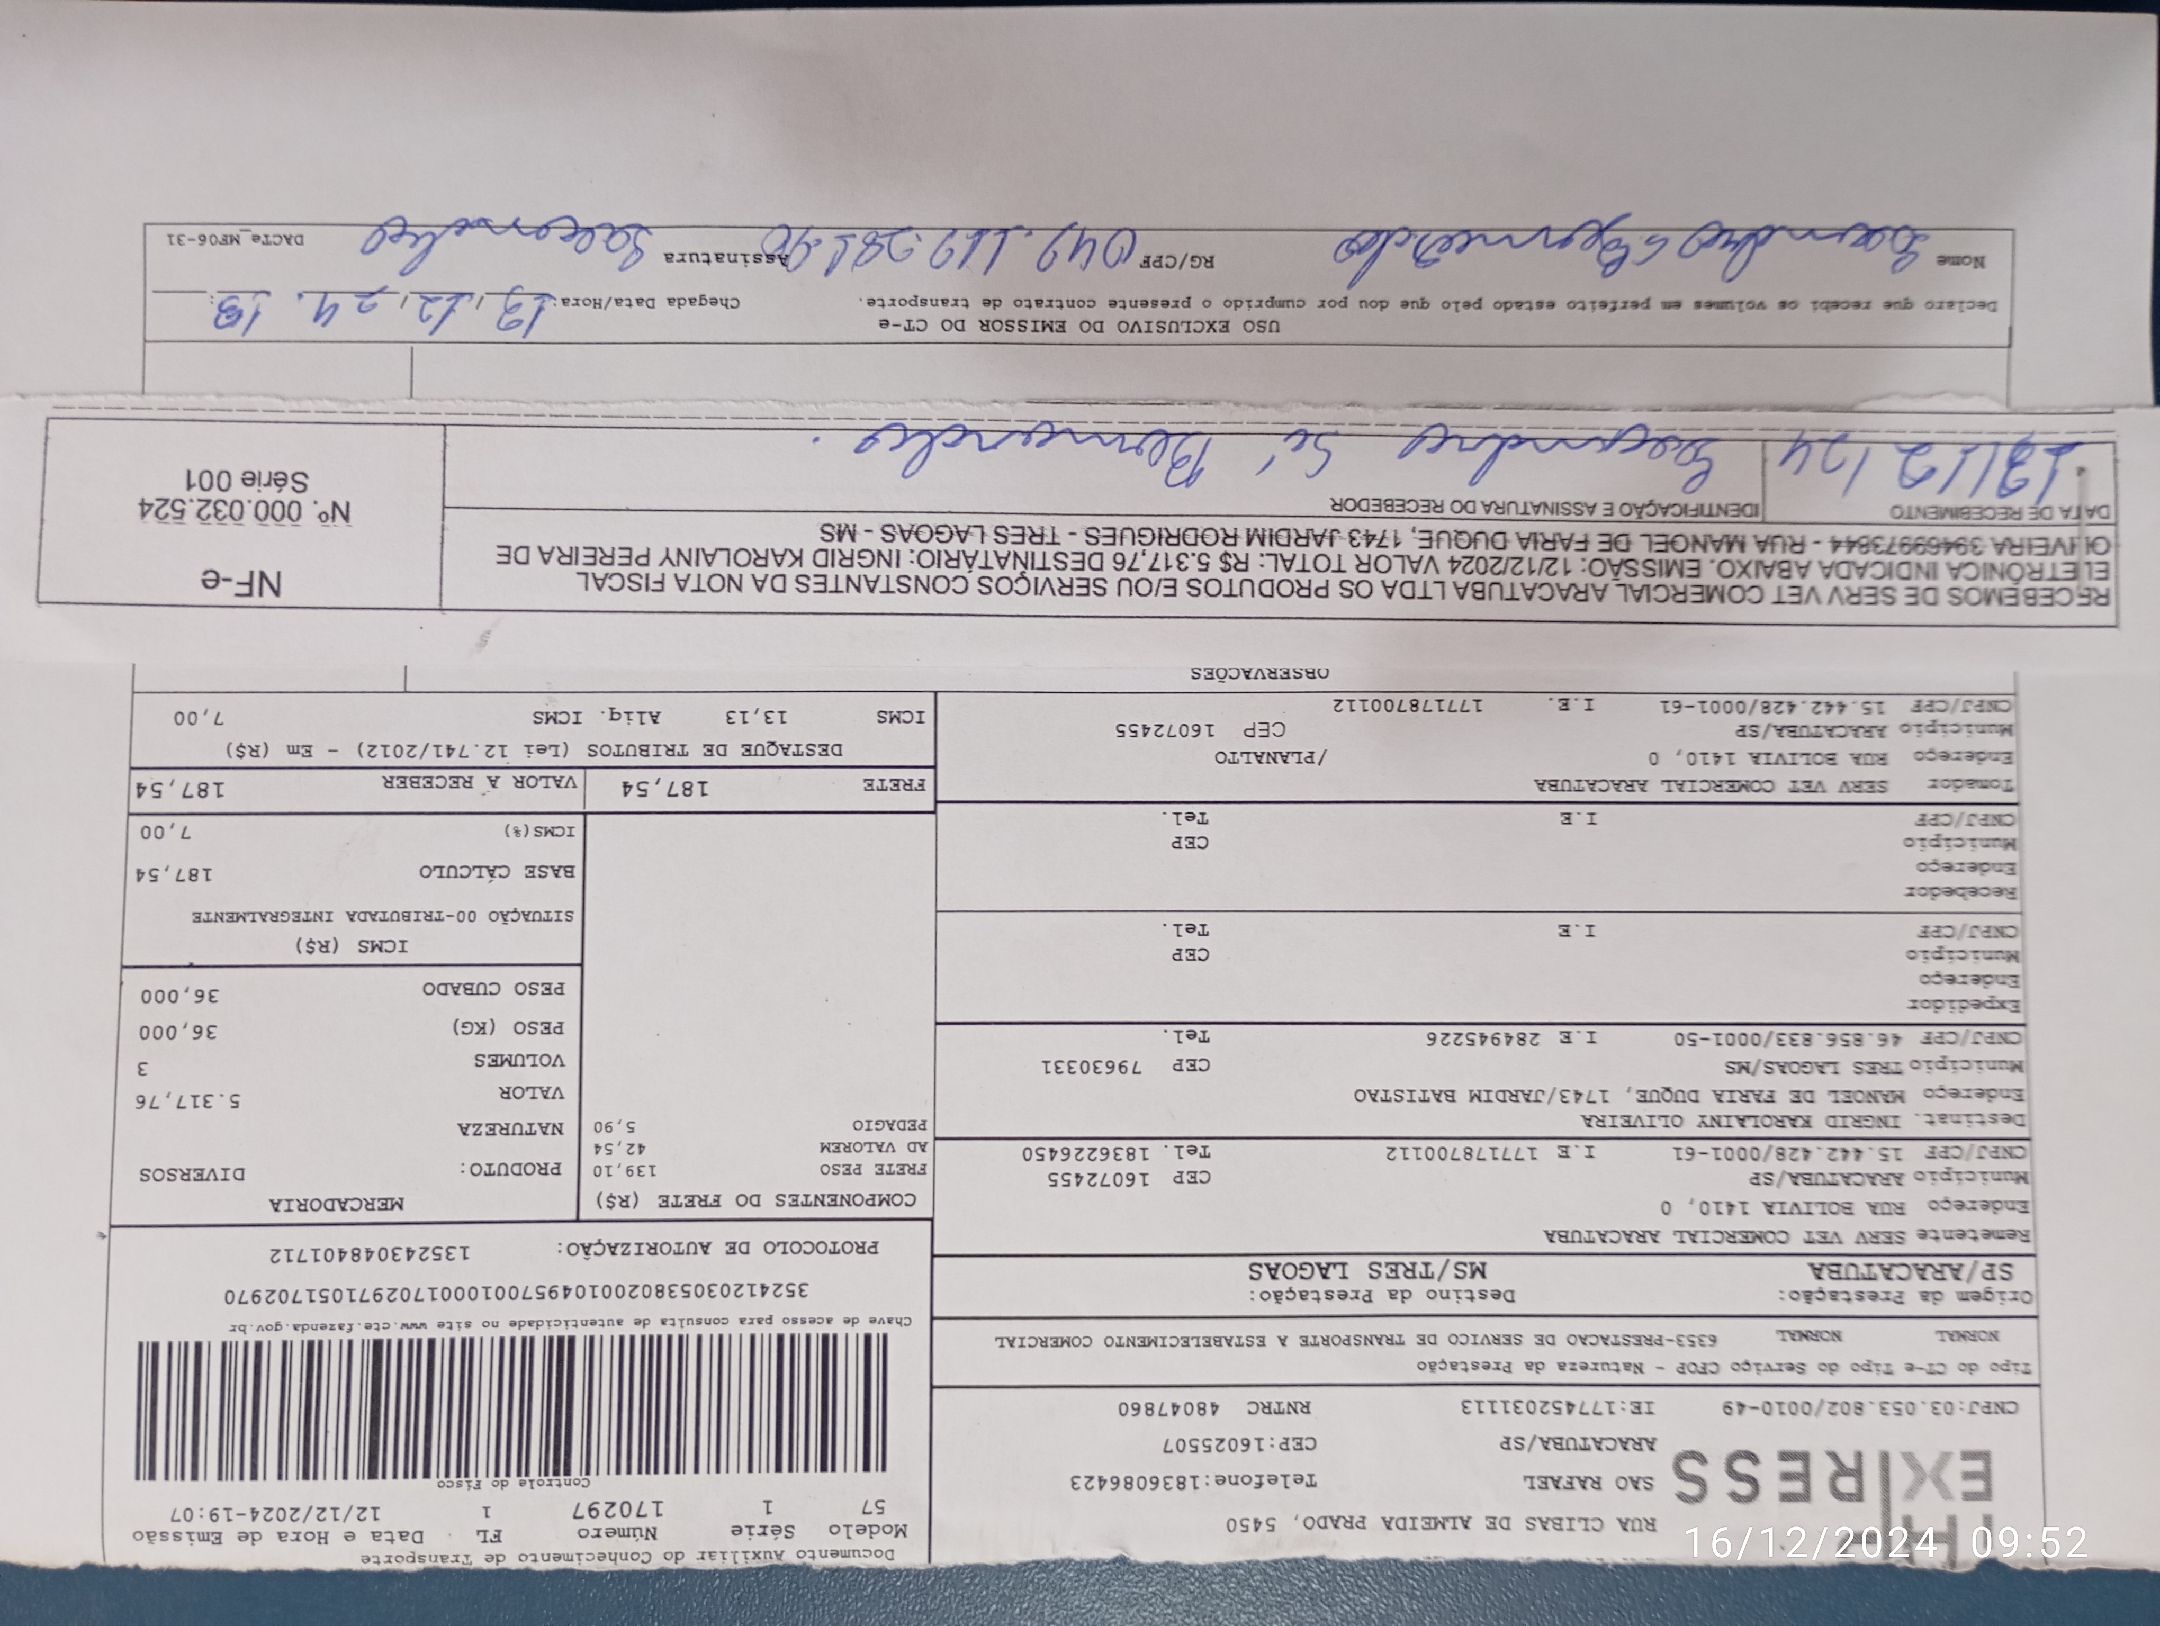 Documento Auxiliar do Conhecimento de Transporte
RUA CLIBAS DE ALMEIDA PRADO, 5450
SAO RAFAEL Telefone:1836086423
ARACATUBA/SP CEP:16025507
CNPJ:03.053.802/0010-49 IE:177452031113 RNTRC 48047860
Modelo Série Número FL Data e Hora de Emissão
57 1 170297 1 12/12/2024-19:07
Controle do Fisco
Tipo do CT-e Tipo do Serviço CFOP - Natureza da Prestação
NORMAL NORMAL 6353-PRESTACAO DE SERVICO DE TRANSPORTE A ESTABELECIMENTO COMERCIAL
Chave de acesso para consulta de autenticidade no site www.cte.fazenda.gov.br
35241203053802001049570010001702971051702970
Origem da Prestação: Destino da Prestação:
SP/ARACATUBA MS/TRES LAGOAS
PROTOCOLO DE AUTORIZAÇÃO: 135243048401712
Remetente SERV VET COMERCIAL ARACATUBA
Endereço RUA BOLIVIA 1410, 0
Município ARACATUBA/SP CEP 16072455
CNPJ/CPF 15.442.428/0001-61 I.E 177178700112 Tel. 1836226450
Destinat. INGRID KAROLAINY OLIVEIRA
Endereço MANOEL DE FARIA DUQUE, 1743/JARDIM BATISTAO
Município TRES LAGOAS/MS CEP 79630331
CNPJ/CPF 46.856.833/0001-50 I.E 284945226 Tel.
Expedidor
Endereço
Município CEP
CNPJ/CPF I.E Tel.
Recebedor
Endereço
Município CEP
CNPJ/CPF I.E Tel.
Tomador SERV VET COMERCIAL ARACATUBA
Endereço RUA BOLIVIA 1410, 0 /PLANALTO
Município ARACATUBA/SP CEP 16072455
CNPJ/CPF 15.442.428/0001-61 I.E. 177178700112
COMPONENTES DO FRETE (R$)
FRETE PESO 139,10
AD VALOREM 42,54
PEDAGIO 5,90
MERCADORIA
PRODUTO: DIVERSOS
NATUREZA
VALOR 5.317,76
VOLUMES 3
PESO (KG) 36,000
PESO CUBADO 36,000
ICMS (R$)
SITUAÇÃO 00-TRIBUTADA INTEGRALMENTE
BASE CÁLCULO 187,54
ICMS(%) 7,00
FRETE 187,54 VALOR A RECEBER 187,54
DESTAQUE DE TRIBUTOS (Lei 12.741/2012) - Em (R$)
ICMS 13,13 Aliq. ICMS 7,00
OBSERVAÇÕES
RECEBEMOS DE SERV VET COMERCIAL ARACATUBA LTDA OS PRODUTOS E/OU SERVIÇOS CONSTANTES DA NOTA FISCAL
ELETRÔNICA INDICADA ABAIXO. EMISSÃO: 12/12/2024 VALOR TOTAL: R$ 5.317,76 DESTINATÁRIO: INGRID KAROLAINY PEREIRA DE
OLIVEIRA 39469973844 - RUA MANOEL DE FARIA DUQUE, 1743 JARDIM RODRIGUES - TRES LAGOAS - MS
DATA DE RECEBIMENTO IDENTIFICAÇÃO E ASSINATURA DO RECEBEDOR
13/12/24
NF-e
Nº. 000.032.524
Série 001
USO EXCLUSIVO DO EMISSOR DO CT-e
Declaro que recebi os volumes em perfeito estado pelo que dou por cumprido o presente contrato de transporte. Chegada Data/Hora: 13, 12, 24.
Nome RG/CPF Assinatura
DACTe_MF06-31
16/12/2024 09:52